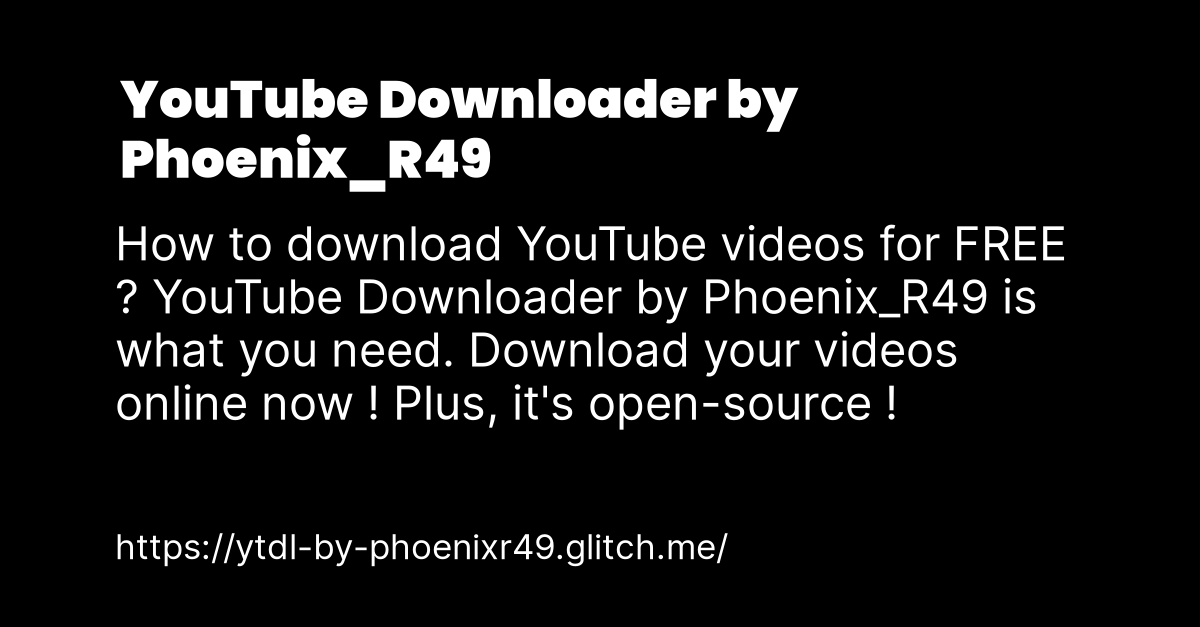 YouTube Downloader by
Phoenix_R49
How to download YouTube videos for FREE
? YouTube Downloader by Phoenix_R49 is
what you need. Download your videos
online now ! Plus, it's open-source !
https://ytdl-by-phoenixr49.glitch.me/